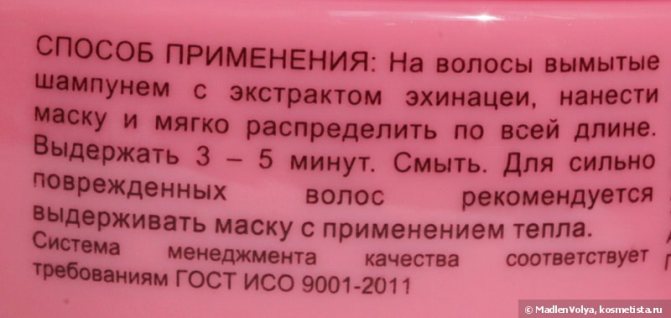 СПОСОБ ПРИМЕНЕНИЯ: На волосы вымытые
шампунем с экстрактом эхинацеи, нанести
маску и мягко распределить по всей длине.
Выдержать 3 – 5 минут. Смыть. Для сильно
поврежденных волос рекомендуется
выдерживать маску с применением тепла.
Система менеджмента качества соответствует
требованиям ГОСТ ИСО 9001-2011
© MadlenVolya, kosmetista.ru